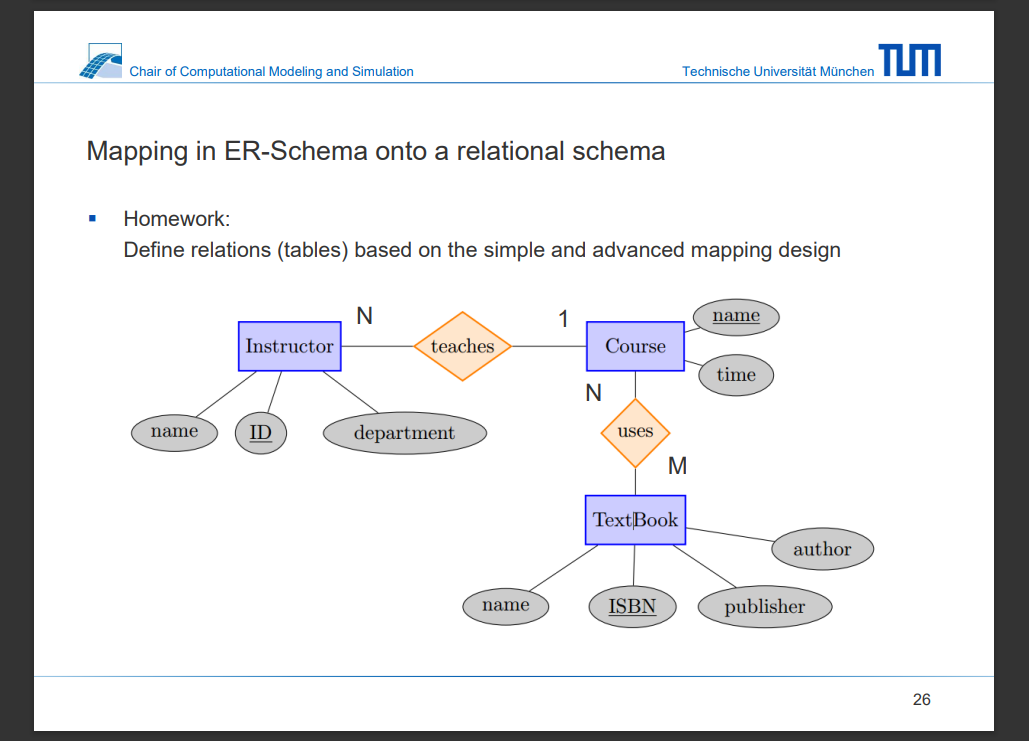 Chair of Computational Modeling and Simulation
Technische Universität München
TUM
Mapping in ER-Schema onto a relational schema
Homework:
Define relations (tables) based on the simple and advanced mapping design
Instructor
N
teaches
1
Course
name
time
name
ID
department
N
uses
M
TextBook
author
name
ISBN
publisher
26